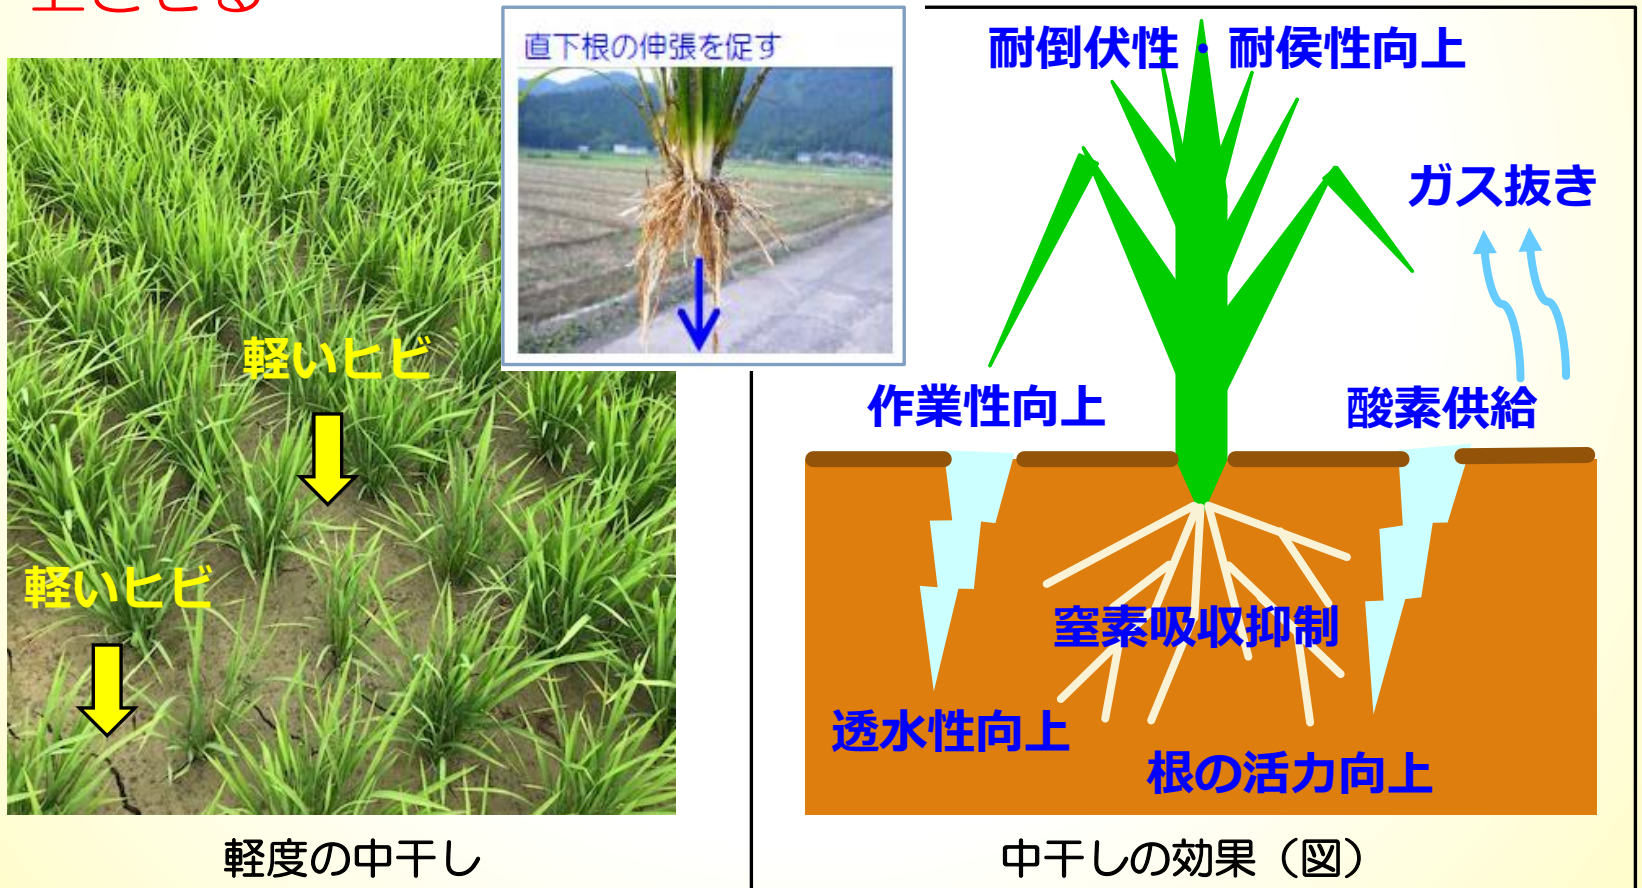 直下根の伸張を促す
軽いヒビ
軽いヒビ
軽度の中干し
耐倒伏性・耐侯性向上
ガス抜き
作業性向上
酸素供給
窒素吸収抑制
透水性向上
根の活力向上
中干しの効果（図）